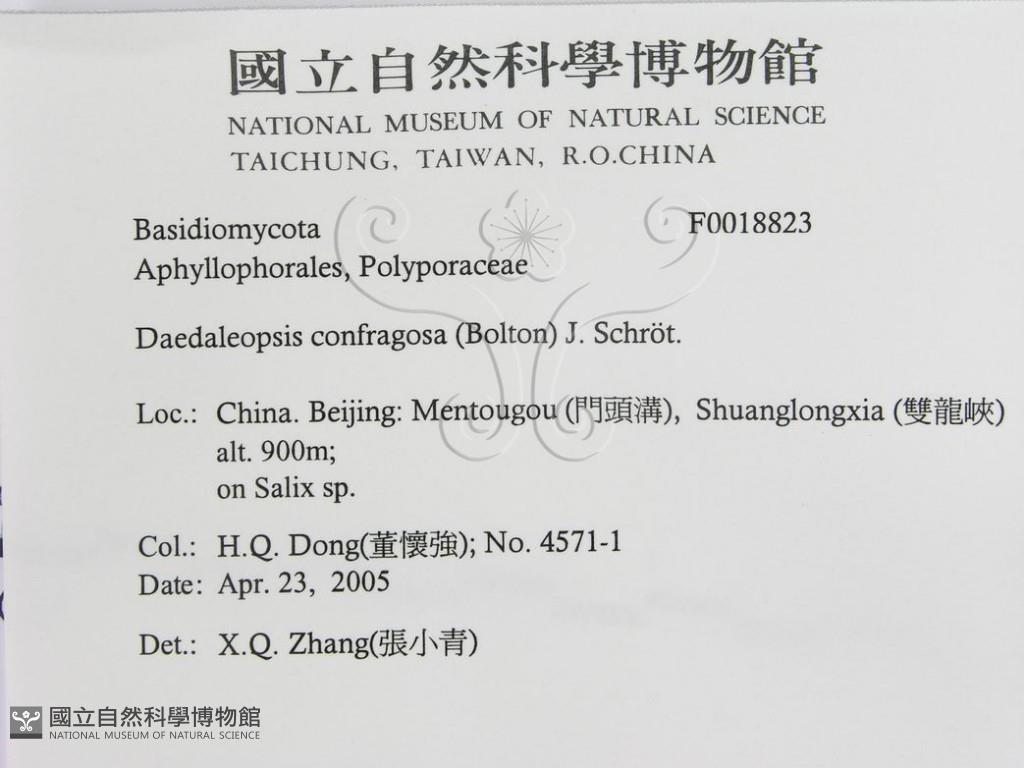 國立自然科學博物館
NATIONAL MUSEUM OF NATURAL SCIENCE
TAICHUNG, TAIWAN, R.O.CHINA
Basidiomycota F0018823
Aphyllophorales, Polyporaceae
Daedaleopsis confragosa (Bolton) J. Schröt.
Loc.: China. Beijing: Mentougou (門頭溝), Shuanglongxia (雙龍峽)
alt. 900m;
on Salix sp.
Col.: H.Q. Dong(董懷強); No. 4571-1
Date: Apr. 23, 2005
Det.: X.Q. Zhang(張小青)
國立自然科學博物館
NATIONAL MUSEUM OF NATURAL SCIENCE